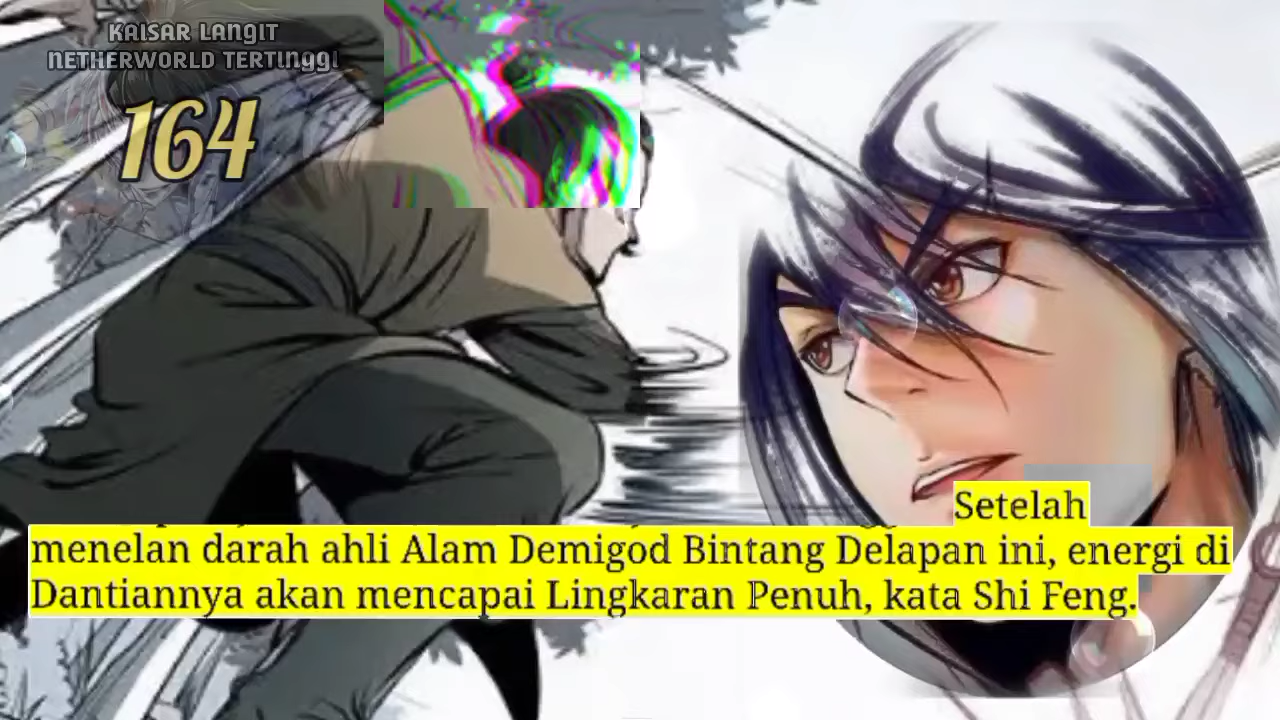 KAISAR LANGIT
NETHERWORLD TERTINGGI
164
Setelah
menelan darah ahli Alam Demigod Bintang Delapan ini, energi di
Dantiannya akan mencapai Lingkaran Penuh, kata Shi Feng.